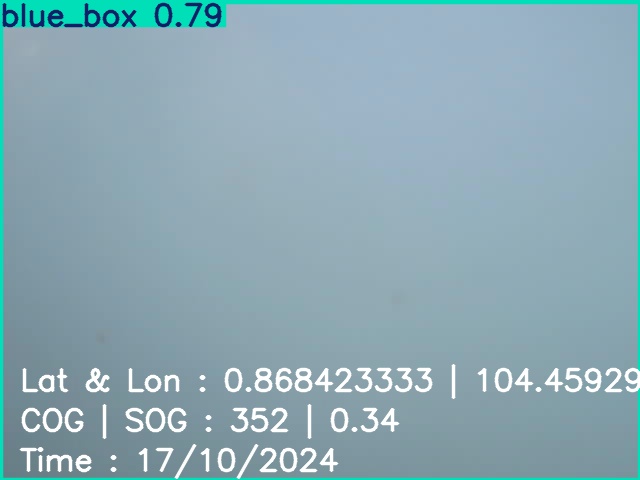 blue_box 0.79
Lat & Lon : 0.868423333 | 104.45929
COG | SOG : 352 | 0.34
Time : 17/10/2024